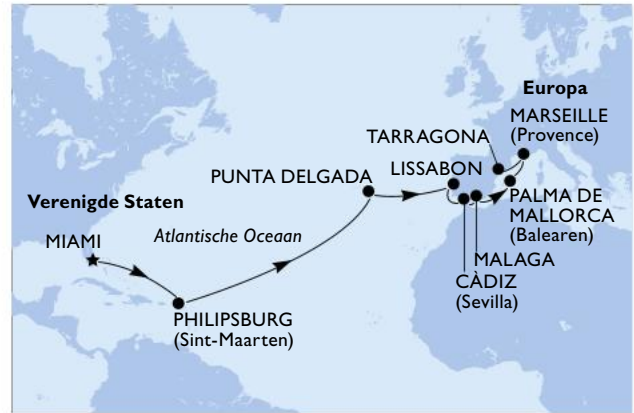 Europa
MARSEILLE
(Provence)
TARRAGONA
LISSABON
PUNTA DELGADA
PALMA DE
MALLORCA
(Balearen)
Verenigde Staten
MIAMI
Atlantische Oceaan
MALAGA
CÀDIZ
(Sevilla)
PHILIPSBURG
(Sint-Maarten)